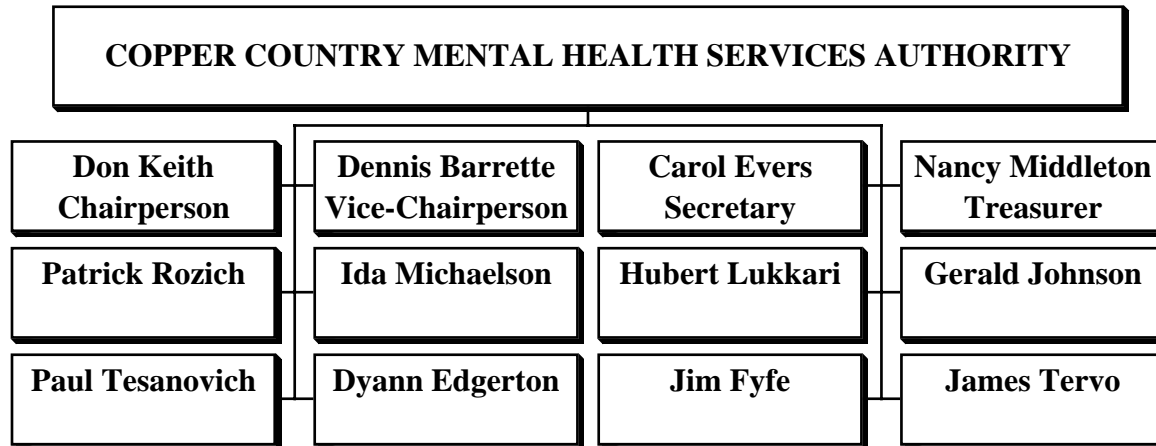 COPPER COUNTRY MENTAL HEALTH SERVICES AUTHORITY
Don Keith
Chairperson
Dennis Barrette
Vice-Chairperson
Carol Evers
Secretary
Nancy Middleton
Treasurer
Patrick Rozich
Ida Michaelson
Hubert Lukkari
Gerald Johnson
Paul Tesanovich
Dyann Edgerton
Jim Fyfe
James Tervo